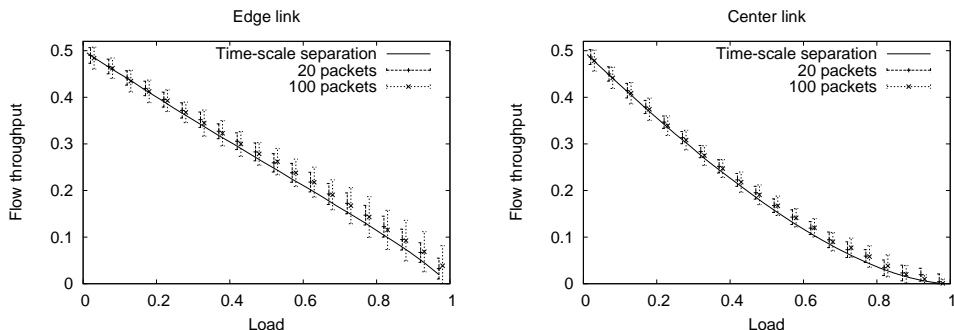 Edge link
0.5
0.4
0.3
0.2
0.1
0
Flow throughput
Time-scale separation
20 packets
100 packets
0 0.2 0.4 0.6 0.8 1
Load
Center link
0.5
0.4
0.3
0.2
0.1
0
Flow throughput
Time-scale separation
20 packets
100 packets
0 0.2 0.4 0.6 0.8 1
Load